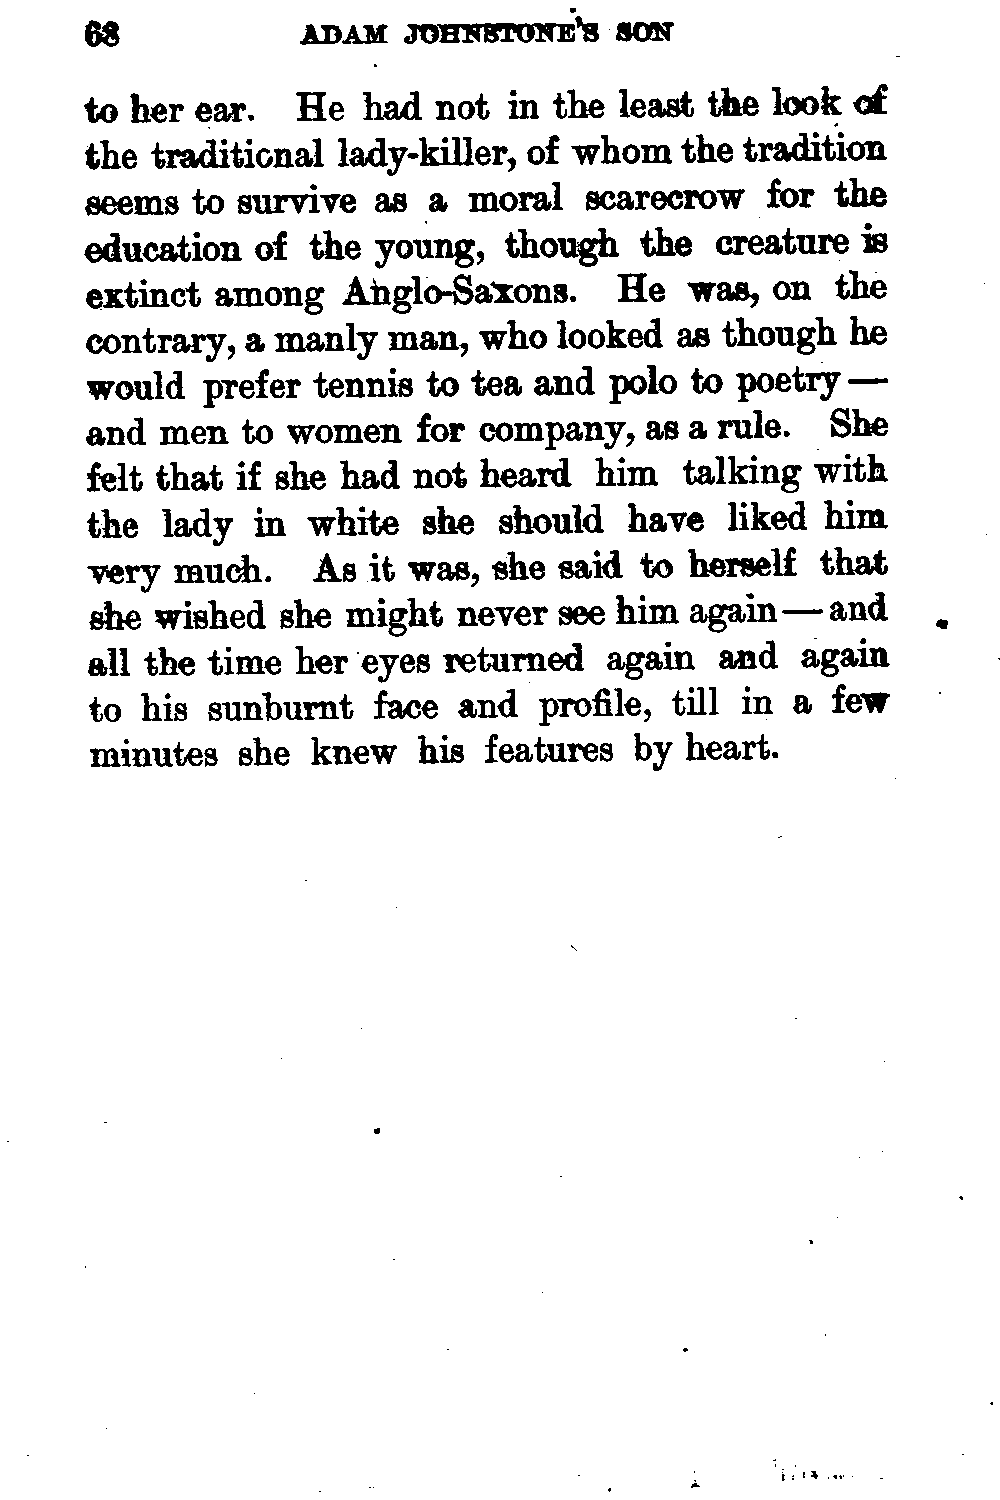 68 ADAM JOHNSTONE'S SON
to her ear. He had not in the least the look of
the traditional lady-killer, of whom the tradition
seems to survive as a moral scarecrow for the
education of the young, though the creature is
extinct among Anglo-Saxons. He was, on the
contrary, a manly man, who looked as though he
would prefer tennis to tea and polo to poetry —
and men to women for company, as a rule. She
felt that if she had not heard him talking with
the lady in white she should have liked him
very much. As it was, she said to herself that
she wished she might never see him again — and
all the time her eyes returned again and again
to his sunburnt face and profile, till in a few
minutes she knew his features by heart.